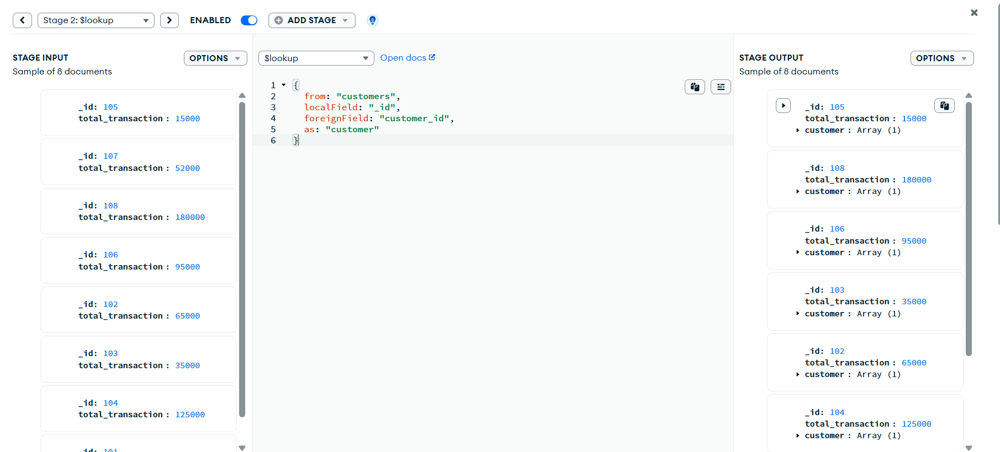 Stage 2: $lookup
ENABLED
ADD STAGE
STAGE INPUT
OPTIONS
Sample of 8 documents
_id: 105
total_transaction : 15000
_id: 107
total_transaction : 52000
_id: 108
total_transaction : 180000
_id: 106
total_transaction : 95000
_id: 102
total_transaction : 65000
_id: 103
total_transaction : 35000
_id: 104
total_transaction : 125000
_id: 101
$lookup
Open docs
1 {
2 from: "customers",
3 localField: "_id",
4 foreignField: "customer_id",
5 as: "customer"
6 }
STAGE OUTPUT
OPTIONS
Sample of 8 documents
_id: 105
total_transaction : 15000
customer : Array (1)
_id: 108
total_transaction : 180000
customer : Array (1)
_id: 106
total_transaction : 95000
customer : Array (1)
_id: 103
total_transaction : 35000
customer : Array (1)
_id: 102
total_transaction : 65000
customer : Array (1)
_id: 104
total_transaction : 125000
customer : Array (1)